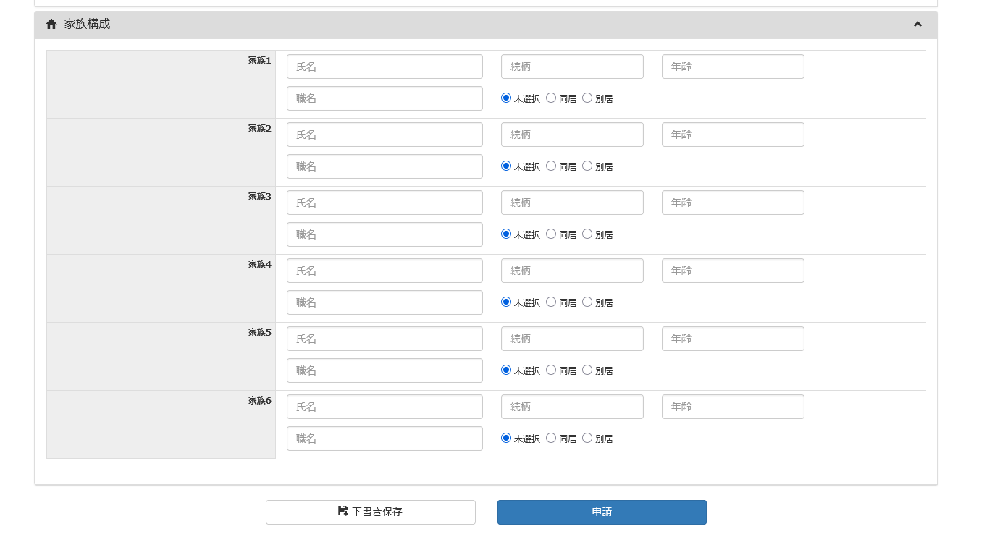 家族構成
家族1
氏名 続柄 年齢
職名 未選択 同居 別居
家族2
氏名 続柄 年齢
職名 未選択 同居 別居
家族3
氏名 続柄 年齢
職名 未選択 同居 別居
家族4
氏名 続柄 年齢
職名 未選択 同居 別居
家族5
氏名 続柄 年齢
職名 未選択 同居 別居
家族6
氏名 続柄 年齢
職名 未選択 同居 別居
下書き保存 申請